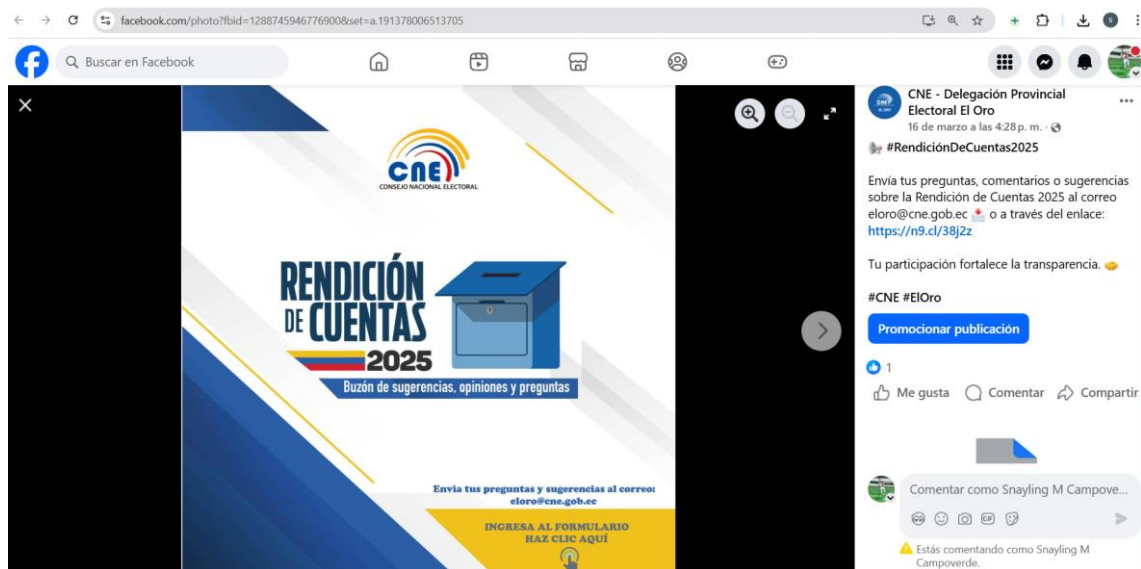 facebook.com/photo?fbid=1288745946776900&set=a.191378006513705
Buscar en Facebook
CNE
CONSEJO NACIONAL ELECTORAL
RENDICIÓN
DE CUENTAS
2025
Buzón de sugerencias, opiniones y preguntas
Envia tus preguntas y sugerencias al correo:
eloro@cne.gob.ec
INGRESA AL FORMULARIO
HAZ CLIC AQUÍ
CNE - Delegación Provincial
Electoral El Oro
16 de marzo a las 4:28 p. m. ·
#RendiciónDeCuentas2025
Envía tus preguntas, comentarios o sugerencias
sobre la Rendición de Cuentas 2025 al correo
eloro@cne.gob.ec 📩 o a través del enlace:
https://n9.cl/38j2z
Tu participación fortalece la transparencia. 🤝
#CNE #ElOro
Promocionar publicación
1
Me gusta Comentar Compartir
Comentar como Snayling M Campove...
GIF
Estás comentando como Snayling M
Campoverde.